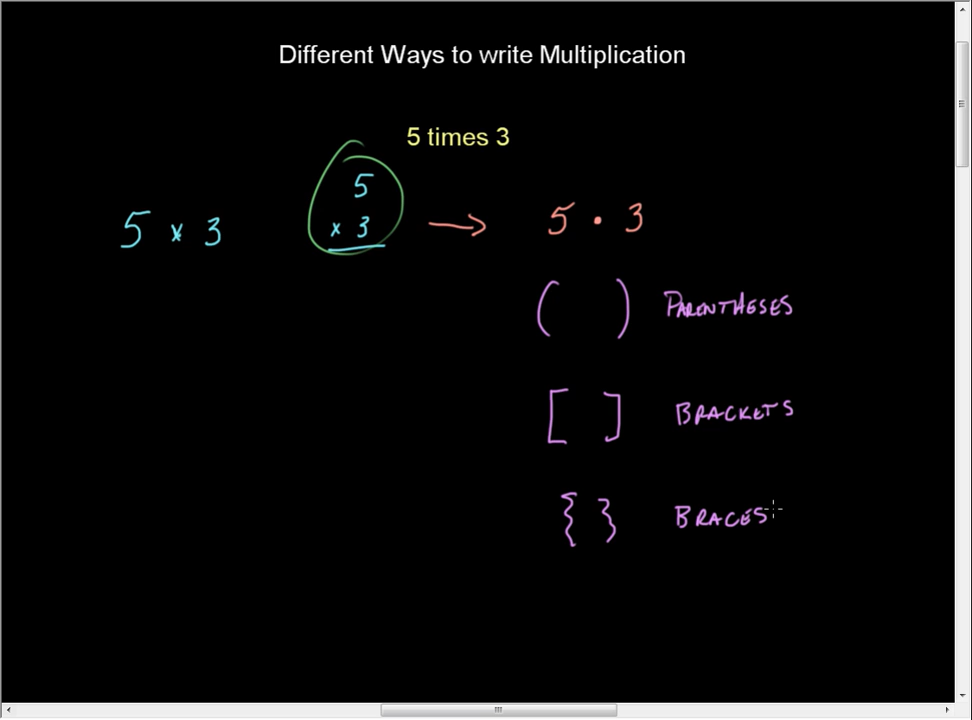 Different Ways to write Multiplication
5 times 3
5 × 3
5
× 3
→ 5 · 3
( ) PARENTHESES
[ ] BRACKETS
{ } BRACES